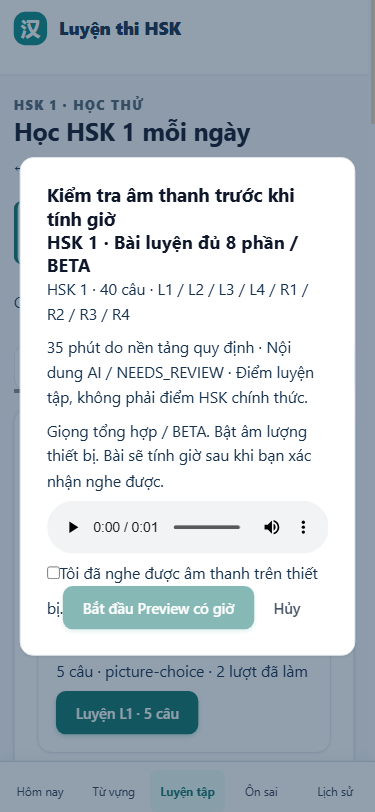 汉 Luyện thi HSK
HSK 1 · HỌC THỬ
Học HSK 1 mỗi ngày
Kiểm tra âm thanh trước khi
tính giờ
HSK 1 · Bài luyện đủ 8 phần /
BETA
HSK 1 · 40 câu · L1 / L2 / L3 / L4 / R1 /
R2 / R3 / R4
35 phút do nền tảng quy định · Nội
dung AI / NEEDS_REVIEW · Điểm luyện
tập, không phải điểm HSK chính thức.
Giọng tổng hợp / BETA. Bật âm lượng
thiết bị. Bài sẽ tính giờ sau khi bạn xác
nhận nghe được.
0:00 / 0:01
Tôi đã nghe được âm thanh trên thiết
bị. Bắt đầu Preview có giờ Hủy
5 câu · picture-choice · 2 lượt đã làm
Luyện L1 · 5 câu
Hôm nay Từ vựng Luyện tập Ôn sai Lịch sử